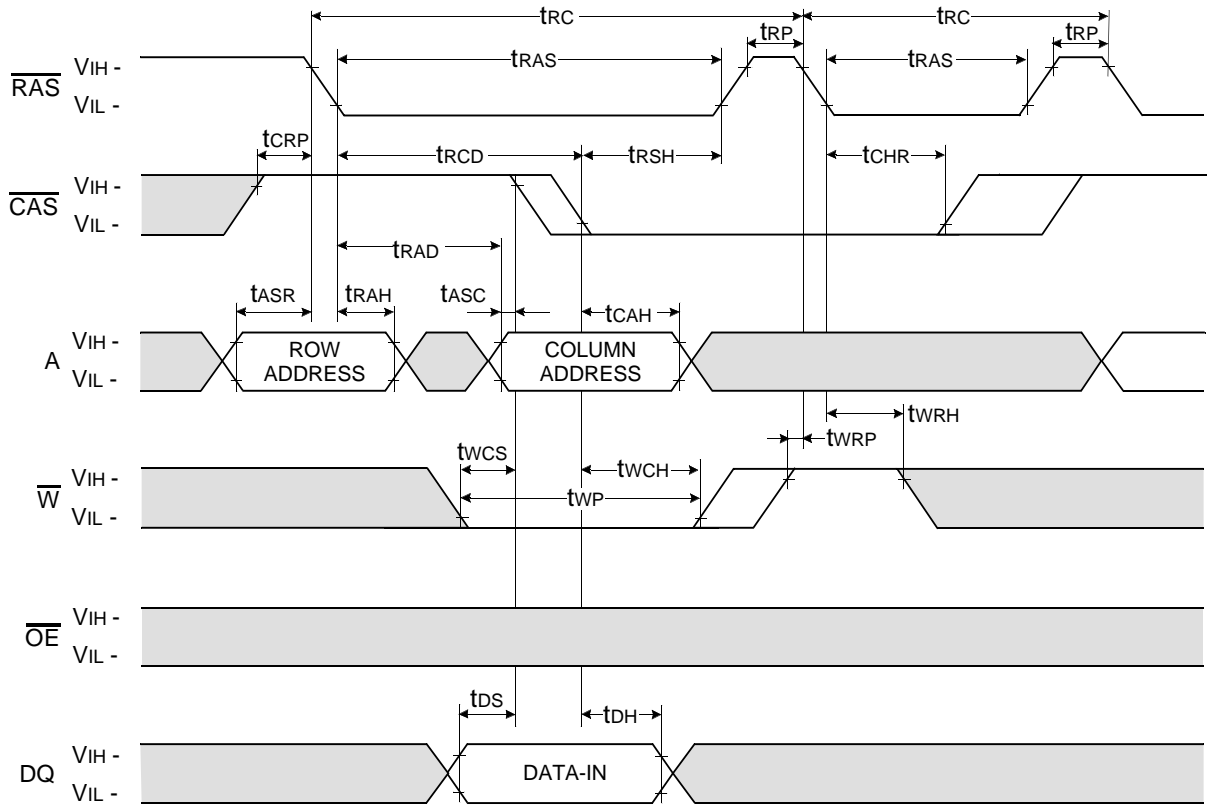 tRC tRC
tRP tRP
tRAS tRAS
RAS VIH -
VIL -
tCRP tRCD tRSH tCHR
CAS VIH -
VIL -
tRAD
tASR tRAH tASC tCAH
A VIH -
VIL -
ROW
ADDRESS
COLUMN
ADDRESS
tWRH
tWRP
tWCS tWCH
tWP
W VIH -
VIL -
OE VIH -
VIL -
tDS tDH
DQ VIH -
VIL -
DATA-IN